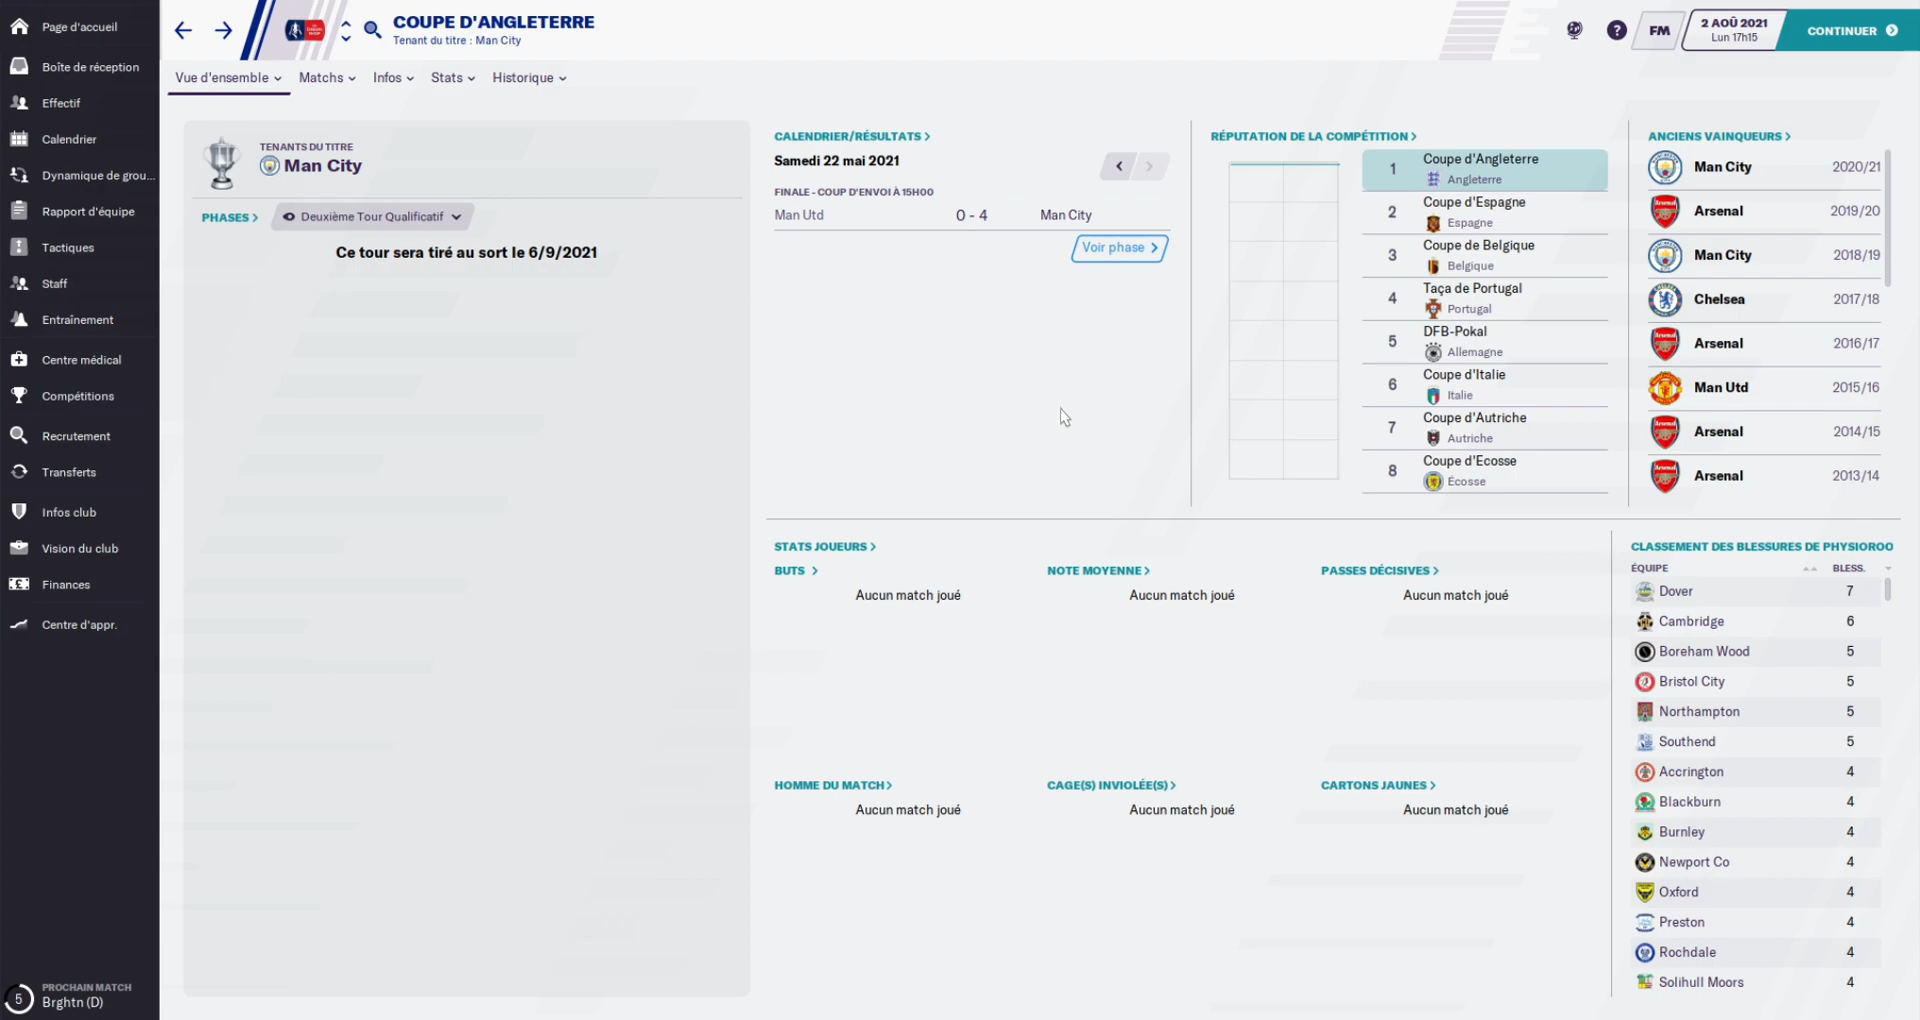 Page d'accueil
Boîte de réception
Effectif
Calendrier
Dynamique de grou...
Rapport d'équipe
Tactiques
Staff
Entraînement
Centre médical
Compétitions
Recrutement
Transferts
Infos club
Vision du club
Finances
Centre d'appr.
5
PROCHAIN MATCH
Brghtn (D)
COUPE D'ANGLETERRE
Tenant du titre : Man City
?
FM
2 AOÛ 2021
Lun 17h15
CONTINUER
Vue d'ensemble Matchs Infos Stats Historique
TENANTS DU TITRE
Man City
PHASES > Deuxième Tour Qualificatif
Ce tour sera tiré au sort le 6/9/2021
CALENDRIER/RÉSULTATS >
Samedi 22 mai 2021
FINALE - COUP D'ENVOI À 15H00
Man Utd 0 - 4 Man City
Voir phase >
RÉPUTATION DE LA COMPÉTITION >
1 Coupe d'Angleterre
Angleterre
2 Coupe d'Espagne
Espagne
3 Coupe de Belgique
Belgique
4 Taça de Portugal
Portugal
5 DFB-Pokal
Allemagne
6 Coupe d'Italie
Italie
7 Coupe d'Autriche
Autriche
8 Coupe d'Ecosse
Écosse
ANCIENS VAINQUEURS >
Man City 2020/21
Arsenal 2019/20
Man City 2018/19
Chelsea 2017/18
Arsenal 2016/17
Man Utd 2015/16
Arsenal 2014/15
Arsenal 2013/14
STATS JOUEURS >
BUTS > NOTE MOYENNE > PASSES DÉCISIVES >
Aucun match joué Aucun match joué Aucun match joué
HOMME DU MATCH > CAGE(S) INVIOLÉE(S) > CARTONS JAUNES >
Aucun match joué Aucun match joué Aucun match joué
CLASSEMENT DES BLESSURES DE PHYSIOROO
ÉQUIPE BLESS.
Dover 7
Cambridge 6
Boreham Wood 5
Bristol City 5
Northampton 5
Southend 5
Accrington 4
Blackburn 4
Burnley 4
Newport Co 4
Oxford 4
Preston 4
Rochdale 4
Solihull Moors 4